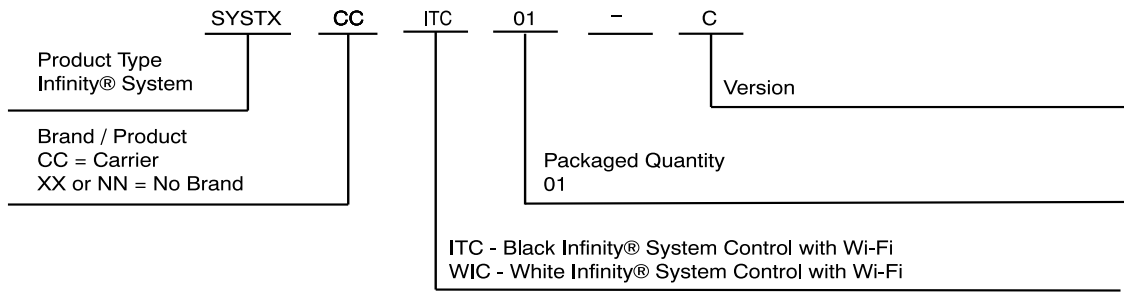 SYSTX CC ITC 01 - C
Product Type
Infinity® System
Version
Brand / Product
CC = Carrier
XX or NN = No Brand
Packaged Quantity
01
ITC - Black Infinity® System Control with Wi-Fi
WIC - White Infinity® System Control with Wi-Fi